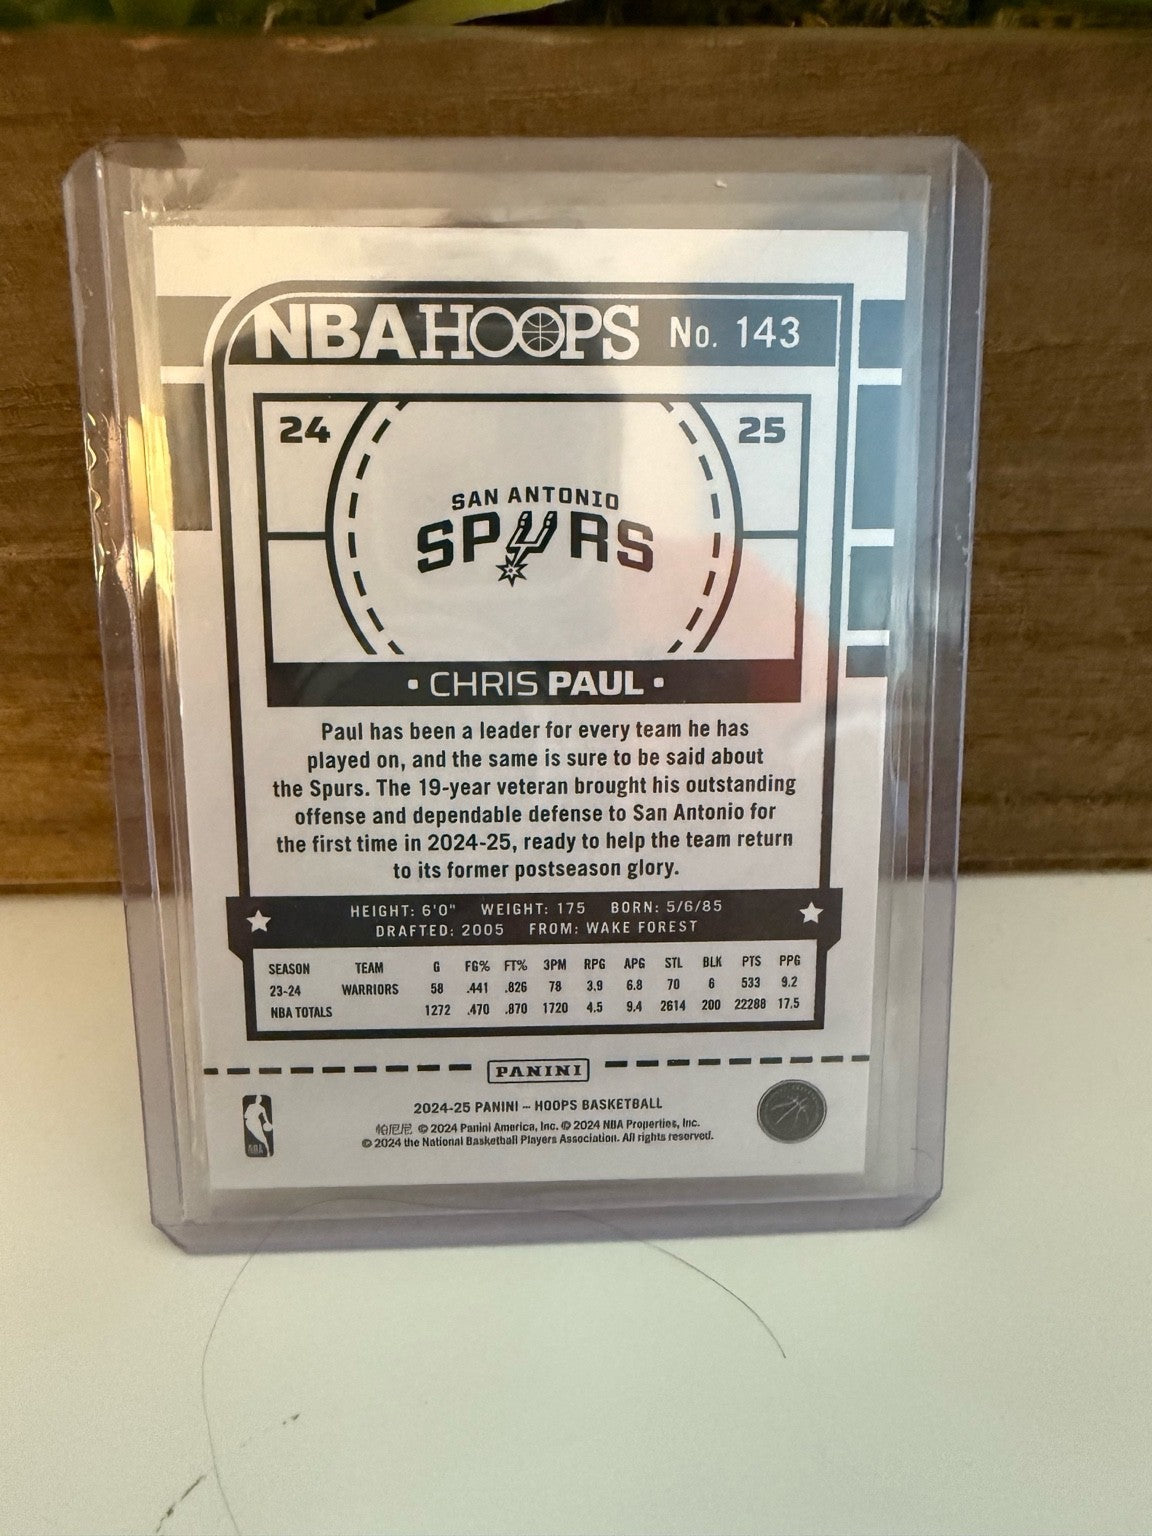 NBA HOOPS No. 143
24 25
SAN ANTONIO
SPURS
• CHRIS PAUL •
Paul has been a leader for every team he has
played on, and the same is sure to be said about
the Spurs. The 19-year veteran brought his outstanding
offense and dependable defense to San Antonio for
the first time in 2024-25, ready to help the team return
to its former postseason glory.
HEIGHT: 6'0" WEIGHT: 175 BORN: 5/6/85
DRAFTED: 2005 FROM: WAKE FOREST
SEASON TEAM G FG% FT% 3PM RPG APG STL BLK PTS PPG
23-24 WARRIORS 58 .441 .826 78 3.9 6.8 70 6 533 9.2
NBA TOTALS 1272 .470 .870 1720 4.5 9.4 2614 200 22288 17.5
PANINI
2024-25 PANINI – HOOPS BASKETBALL
帕尼尼 © 2024 Panini America, Inc. © 2024 NBA Properties, Inc.
© 2024 the National Basketball Players Association. All rights reserved.
NBA